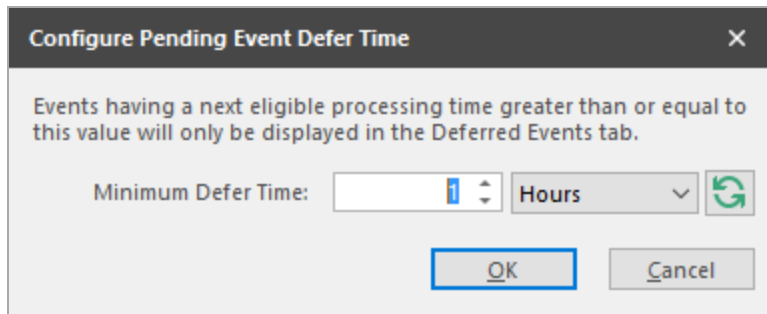 Configure Pending Event Defer Time
Events having a next eligible processing time greater than or equal to
this value will only be displayed in the Deferred Events tab.
Minimum Defer Time: 1 Hours
OK Cancel